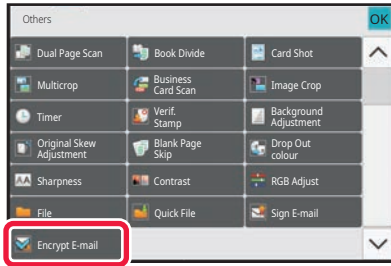 Others
OK
Dual Page Scan
Book Divide
Card Shot
Multicrop
Business
Card Scan
Image Crop
Timer
Verif.
Stamp
Background
Adjustment
Original Skew
Adjustment
Blank Page
Skip
Drop Out
colour
Sharpness
Contrast
RGB Adjust
File
Quick File
Sign E-mail
Encrypt E-mail